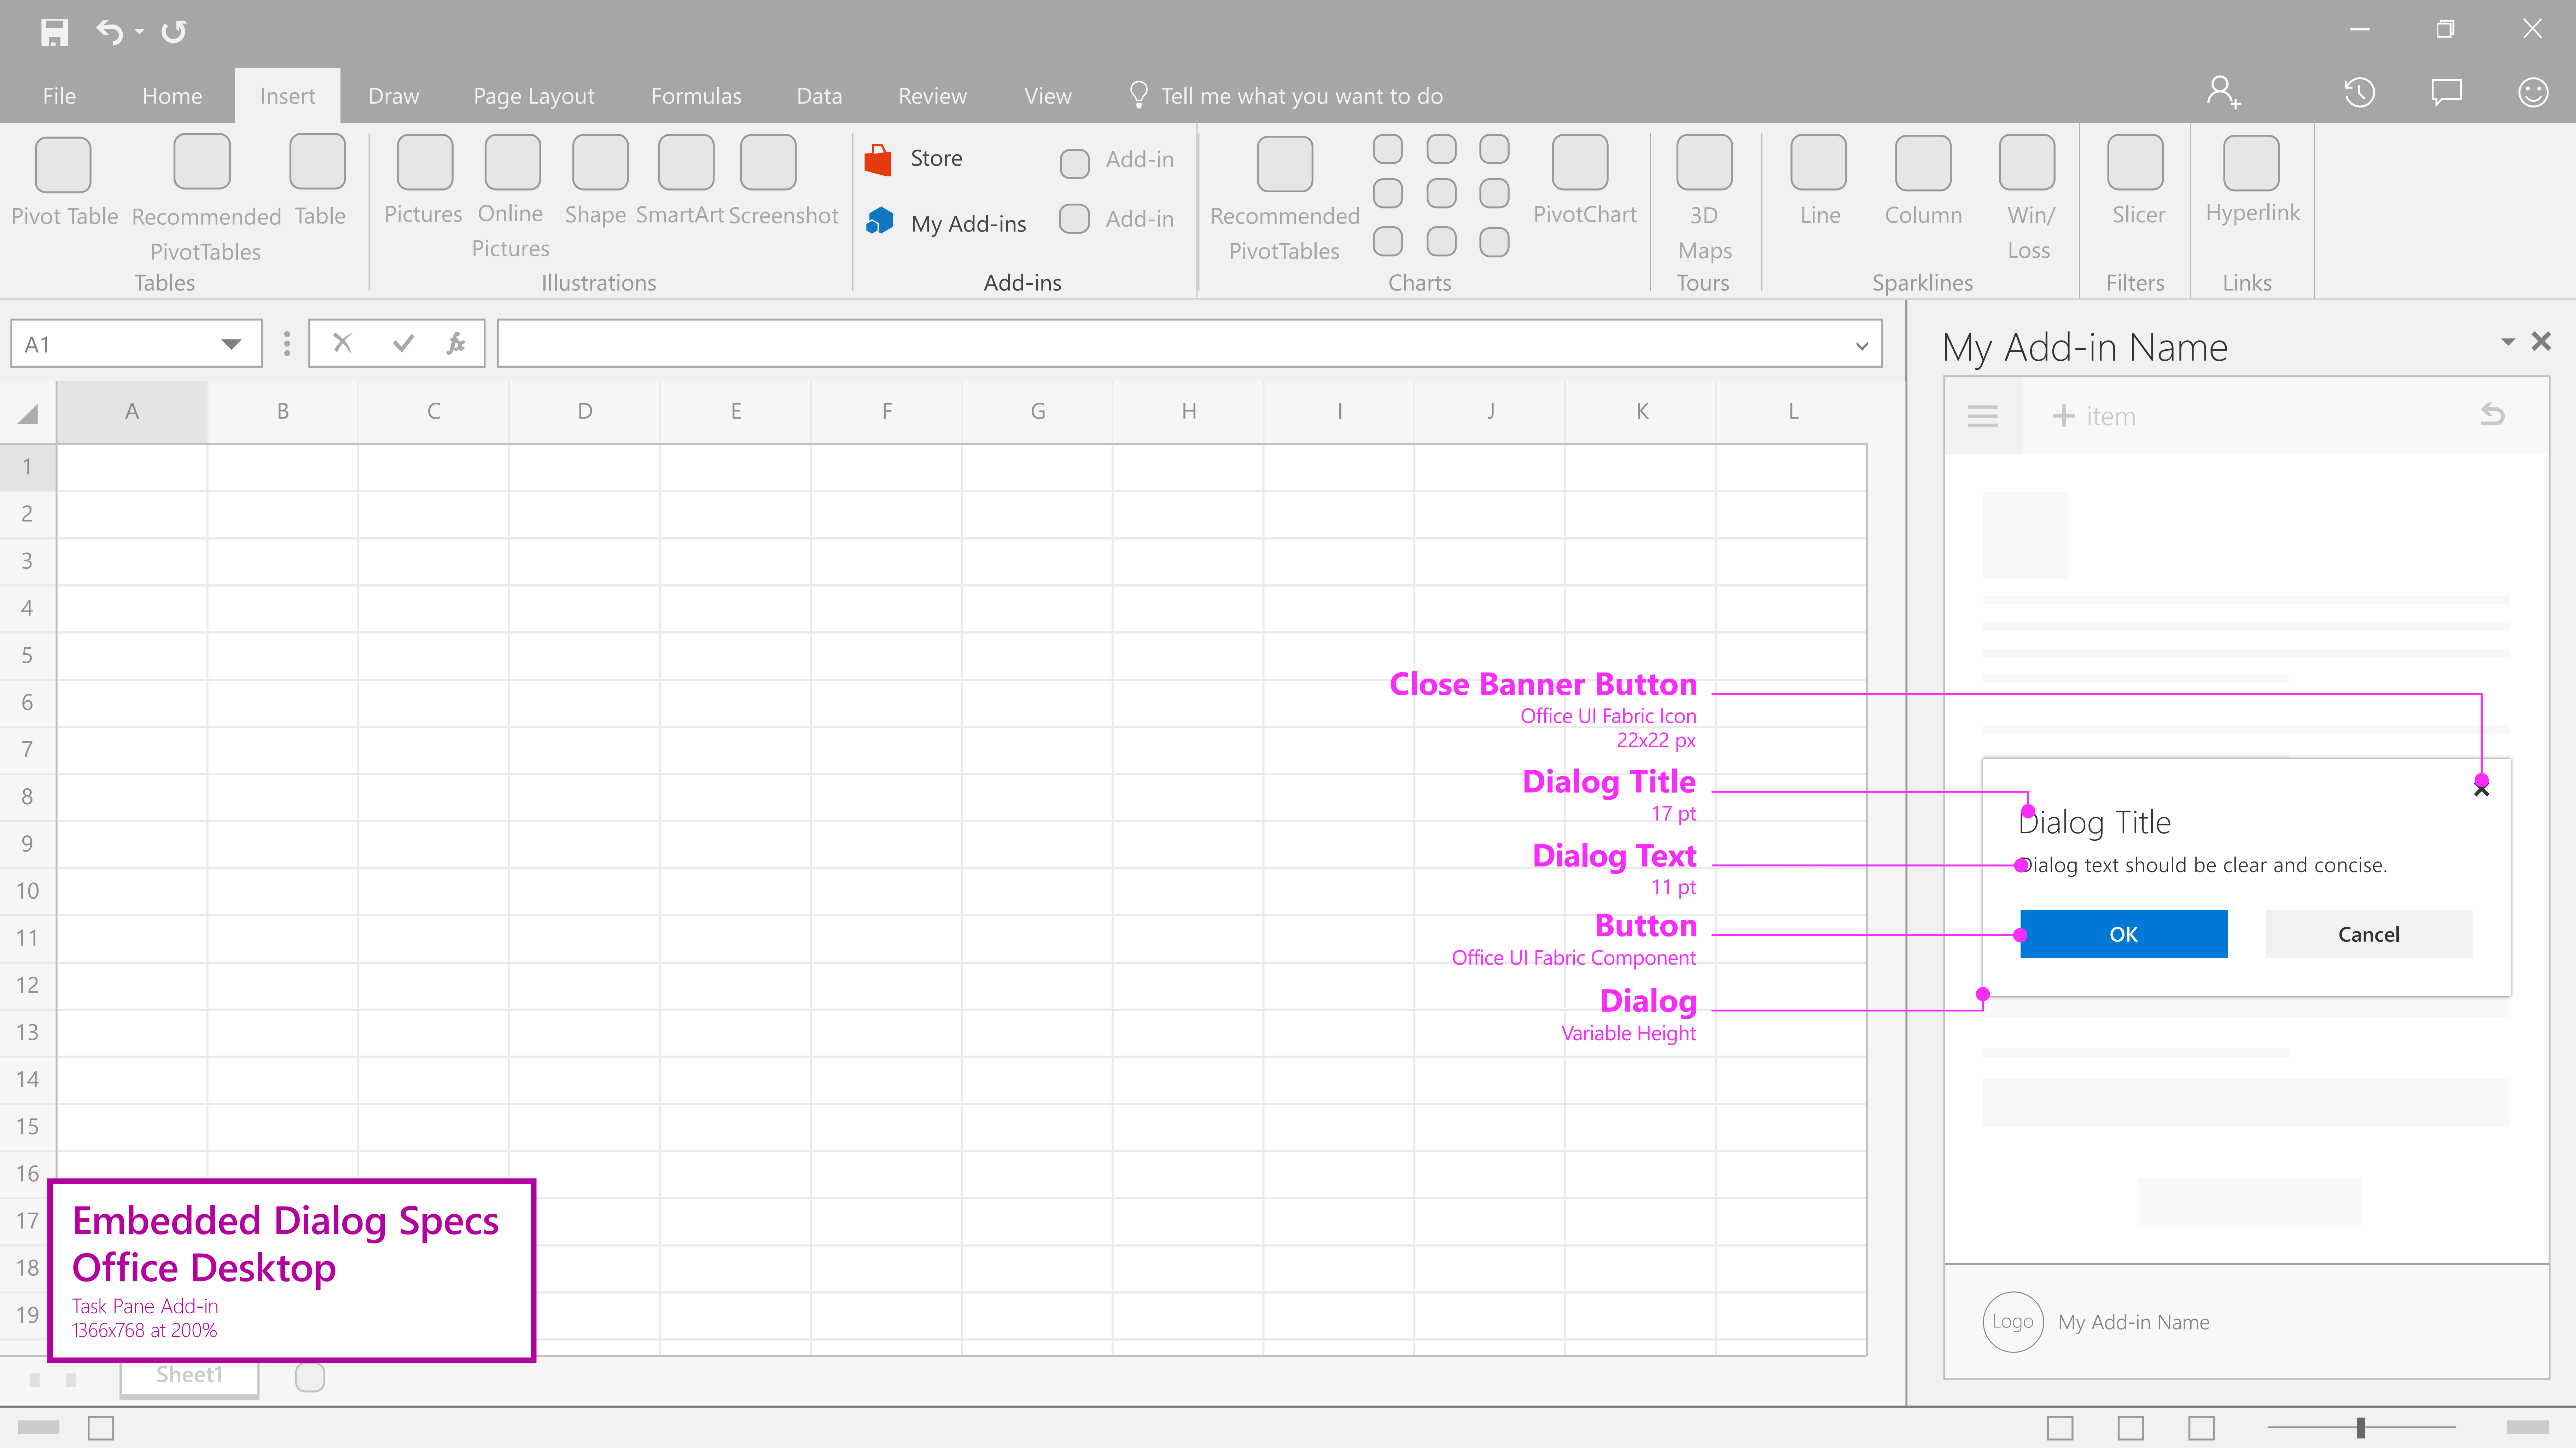 File Home Insert Draw Page Layout Formulas Data Review View Tell me what you want to do
Pivot Table
Recommended
PivotTables
Table
Tables
Pictures
Online
Pictures
Shape
SmartArt
Screenshot
Illustrations
Store
My Add-ins
Add-in
Add-in
Add-ins
Recommended
PivotTables
PivotChart
Charts
3D
Maps
Tours
Line
Column
Win/
Loss
Sparklines
Slicer
Filters
Hyperlink
Links
A1
fx
My Add-in Name
A B C D E F G H I J K L
item
1
2
3
4
5
6
7
8
9
10
11
12
13
14
15
16
17
18
19
Close Banner Button
Office UI Fabric Icon
22x22 px
Dialog Title
17 pt
Dialog Text
11 pt
Button
Office UI Fabric Component
Dialog
Variable Height
Dialog Title
Dialog text should be clear and concise.
OK
Cancel
Embedded Dialog Specs
Office Desktop
Task Pane Add-in
1366x768 at 200%
Logo
My Add-in Name
Sheet1